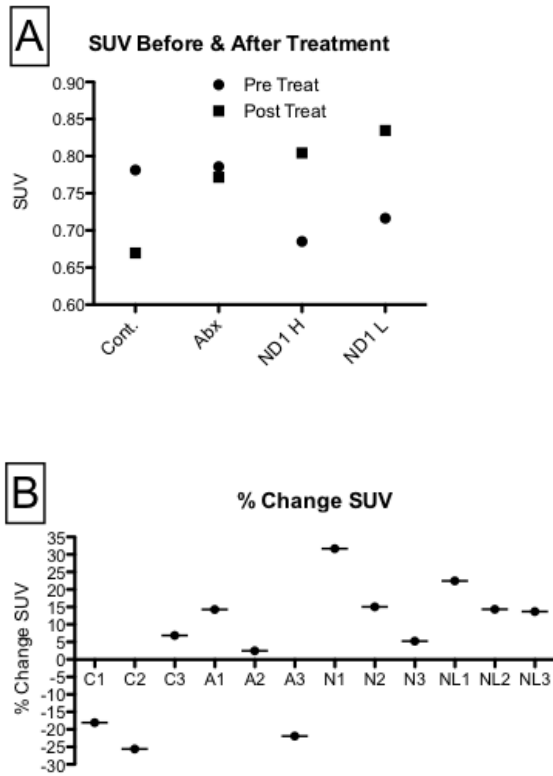 A
SUV Before & After Treatment
Pre Treat
Post Treat
0.90
0.85
0.80
0.75
0.70
0.65
0.60
SUV
Cont.
Abx
ND1 H
ND1 L
B
% Change SUV
35
30
25
20
15
10
5
0
-5
-10
-15
-20
-25
-30
% Change SUV
C1 C2 C3 A1 A2 A3 N1 N2 N3 NL1 NL2 NL3